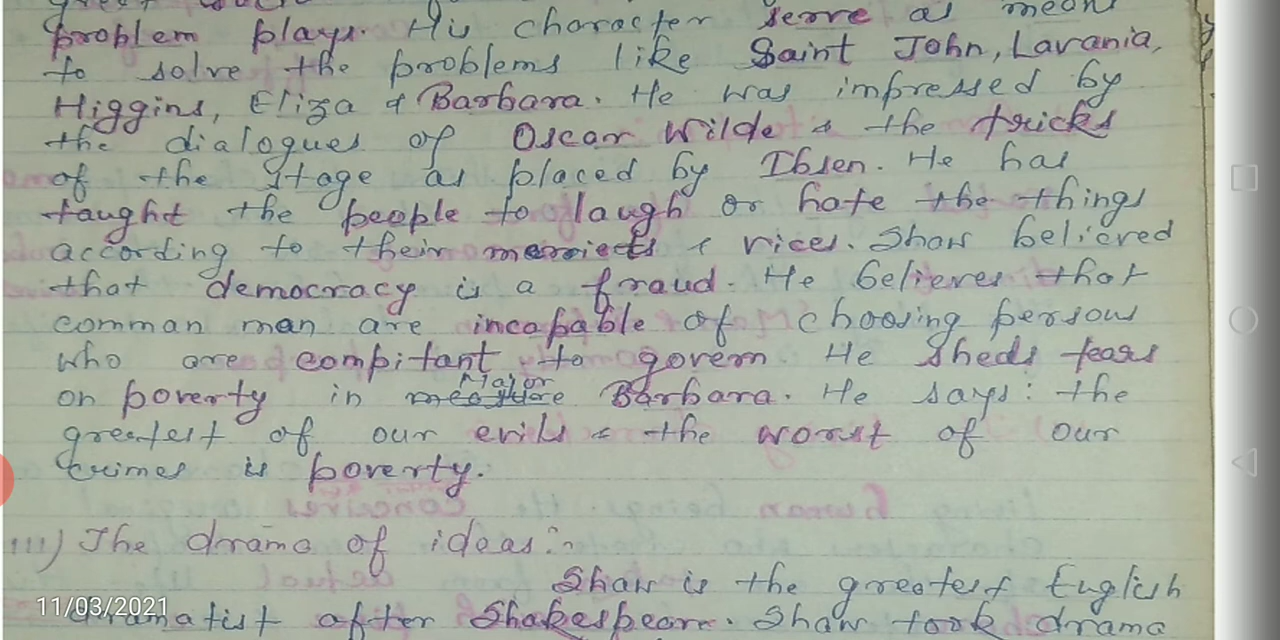 problem plays. His character serve as means
to solve the problems like Saint John, Lavania,
Higgins, Eliza & Barbara. He was impressed by
the dialogues of Oscar Wilde & the tricks
of the stage as placed by Ibsen. He has
taught the people to laugh or hate the things
according to their & vices. Shaw believed
that democracy is a fraud. He believes that
comman man are incapable of choosing persons
who are compitant to govern. He sheds tears
on poverty in Major Barbara. He says: the
greatest of our evils & the worst of our
crimes is poverty.
III) The drama of ideas:-
Shaw is the greatest English
dramatist after Shakespeare. Shaw took drama
11/03/2021